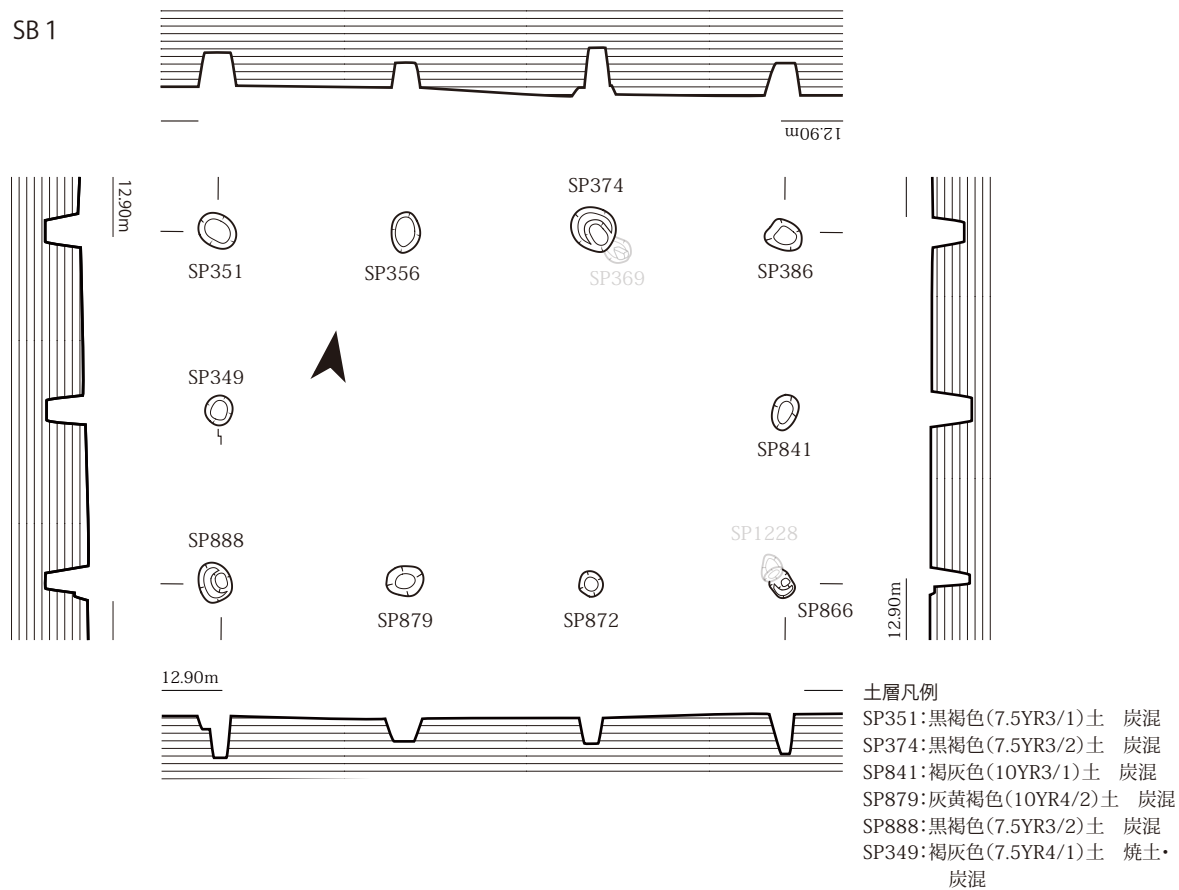 SB 1
12.90m
12.90m
SP374
SP351
SP356
SP369
SP386
SP349
SP841
SP888
SP1228
SP879
SP872
SP866
12.90m
12.90m
土層凡例
SP351：黒褐色(7.5YR3/1)土　炭混
SP374：黒褐色(7.5YR3/2)土　炭混
SP841：褐灰色(10YR3/1)土　炭混
SP879：灰黄褐色(10YR4/2)土　炭混
SP888：黒褐色(7.5YR3/2)土　炭混
SP349：褐灰色(7.5YR4/1)土　焼土・
炭混